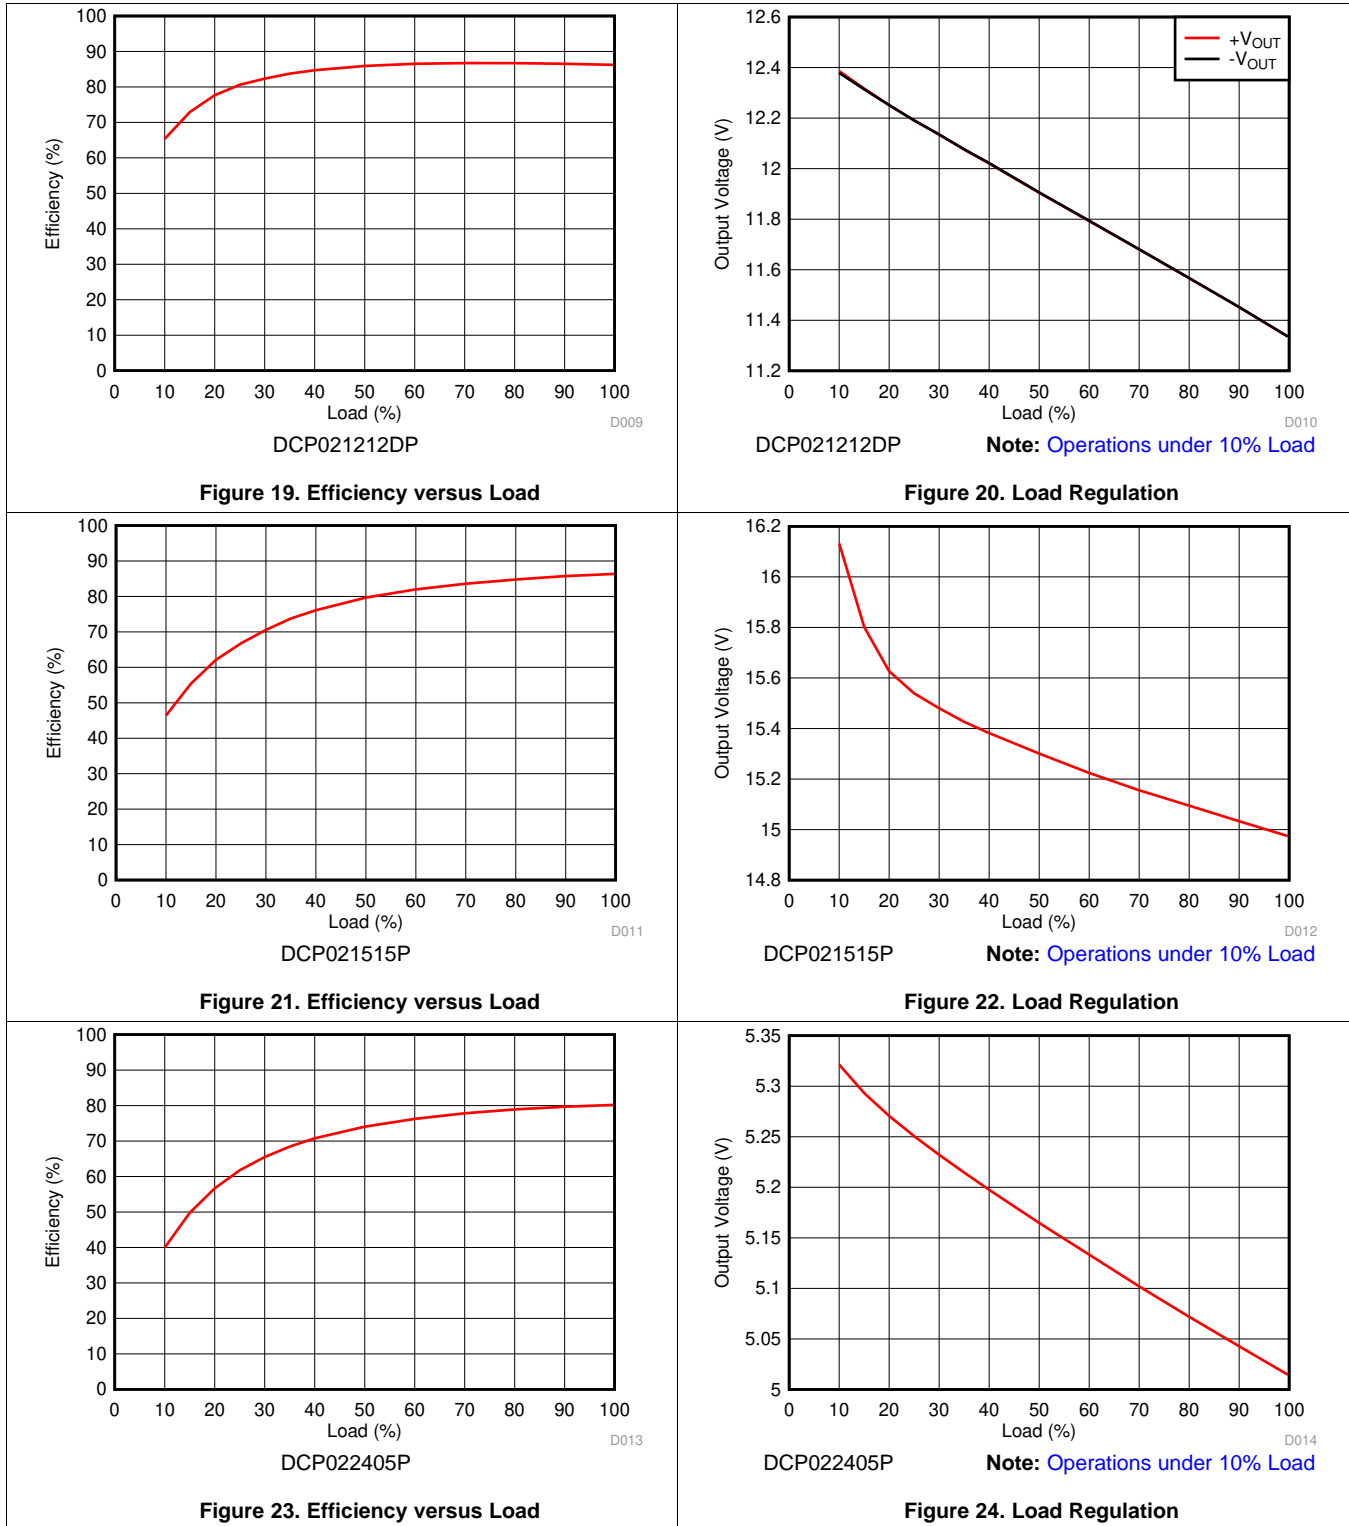 100
90
80
70
60
50
40
30
20
10
0
Efficiency (%)
0 10 20 30 40 50 60 70 80 90 100
Load (%)
D009
DCP021212DP
Figure 19. Efficiency versus Load
12.6
12.4
12.2
12
11.8
11.6
11.4
11.2
Output Voltage (V)
+VOUT
-VOUT
0 10 20 30 40 50 60 70 80 90 100
Load (%)
D010
DCP021212DP Note: Operations under 10% Load
Figure 20. Load Regulation
100
90
80
70
60
50
40
30
20
10
0
Efficiency (%)
0 10 20 30 40 50 60 70 80 90 100
Load (%)
D011
DCP021515P
Figure 21. Efficiency versus Load
16.2
16
15.8
15.6
15.4
15.2
15
14.8
Output Voltage (V)
0 10 20 30 40 50 60 70 80 90 100
Load (%)
D012
DCP021515P Note: Operations under 10% Load
Figure 22. Load Regulation
100
90
80
70
60
50
40
30
20
10
0
Efficiency (%)
0 10 20 30 40 50 60 70 80 90 100
Load (%)
D013
DCP022405P
Figure 23. Efficiency versus Load
5.35
5.3
5.25
5.2
5.15
5.1
5.05
5
Output Voltage (V)
0 10 20 30 40 50 60 70 80 90 100
Load (%)
D014
DCP022405P Note: Operations under 10% Load
Figure 24. Load Regulation